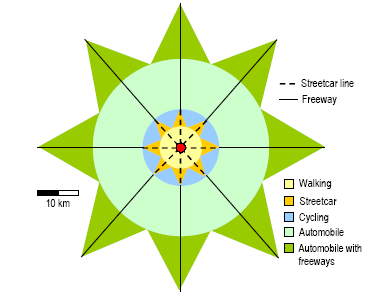 Streetcar line
Freeway
10 km
Walking
Streetcar
Cycling
Automobile
Automobile with
freeways